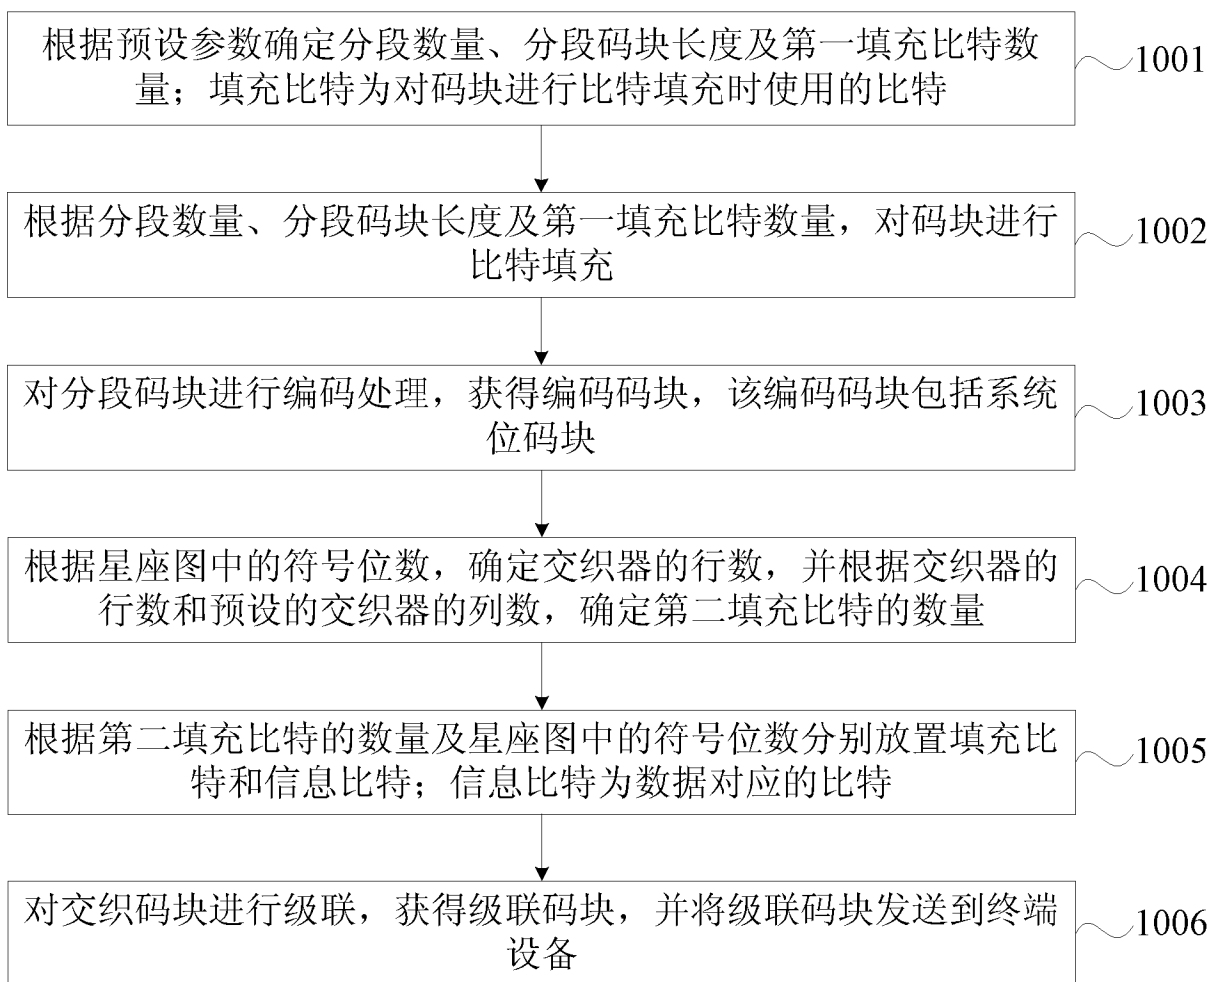 根据预设参数确定分段数量、分段码块长度及第一填充比特数
量；填充比特为对码块进行比特填充时使用的比特
1001
根据分段数量、分段码块长度及第一填充比特数量，对码块进行
比特填充
1002
对分段码块进行编码处理，获得编码码块，该编码码块包括系统
位码块
1003
根据星座图中的符号位数，确定交织器的行数，并根据交织器的
行数和预设的交织器的列数，确定第二填充比特的数量
1004
根据第二填充比特的数量及星座图中的符号位数分别放置填充比
特和信息比特；信息比特为数据对应的比特
1005
对交织码块进行级联，获得级联码块，并将级联码块发送到终端
设备
1006